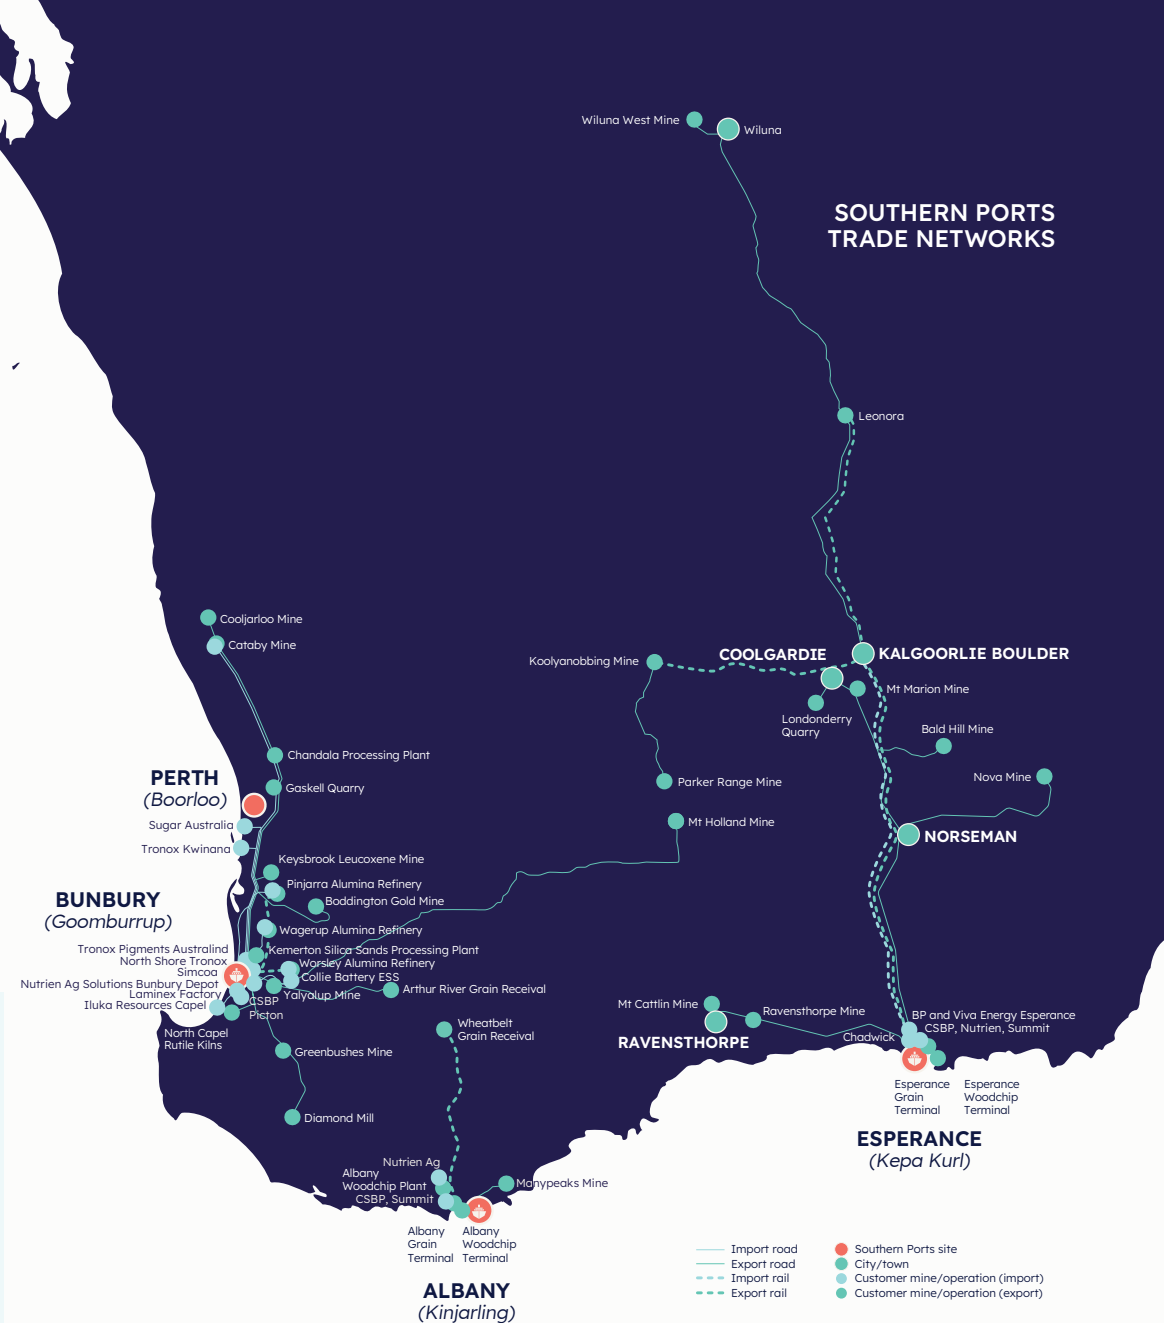 Wiluna West Mine
Wiluna
SOUTHERN PORTS
TRADE NETWORKS
Leonora
Cooljarloo Mine
Cataby Mine
COOLGARDIE
KALGOORLIE BOULDER
Koolyanobbing Mine
Mt Marion Mine
Londonderry
Quarry
Bald Hill Mine
Chandala Processing Plant
Nova Mine
PERTH
(Boorloo)
Gaskell Quarry
Parker Range Mine
Sugar Australia
Mt Holland Mine
NORSEMAN
Tronox Kwinana
Keysbrook Leucoxene Mine
Pinjarra Alumina Refinery
BUNBURY
(Goomburrup)
Boddington Gold Mine
Wagerup Alumina Refinery
Tronox Pigments Australind
North Shore Tronox
Simcoa
Nutrien Ag Solutions Bunbury Depot
Laminex Factory
Iluka Resources Capel
Kemerton Silica Sands Processing Plant
Worsley Alumina Refinery
Collie Battery ESS
Yalyalup Mine
Arthur River Grain Receival
CSBP
Picton
North Capel
Rutile Kilns
Mt Cattlin Mine
Ravensthorpe Mine
RAVENSTHORPE
BP and Viva Energy Esperance
CSBP, Nutrien, Summit
Chadwick
Wheatbelt
Grain Receival
Greenbushes Mine
Esperance
Grain
Terminal
Esperance
Woodchip
Terminal
Diamond Mill
ESPERANCE
(Kepa Kurl)
Nutrien Ag
Albany
Woodchip Plant
CSBP, Summit
Manypeaks Mine
Albany
Grain
Terminal
Albany
Woodchip
Terminal
ALBANY
(Kinjarling)
Import road
Export road
Import rail
Export rail
Southern Ports site
City/town
Customer mine/operation (import)
Customer mine/operation (export)